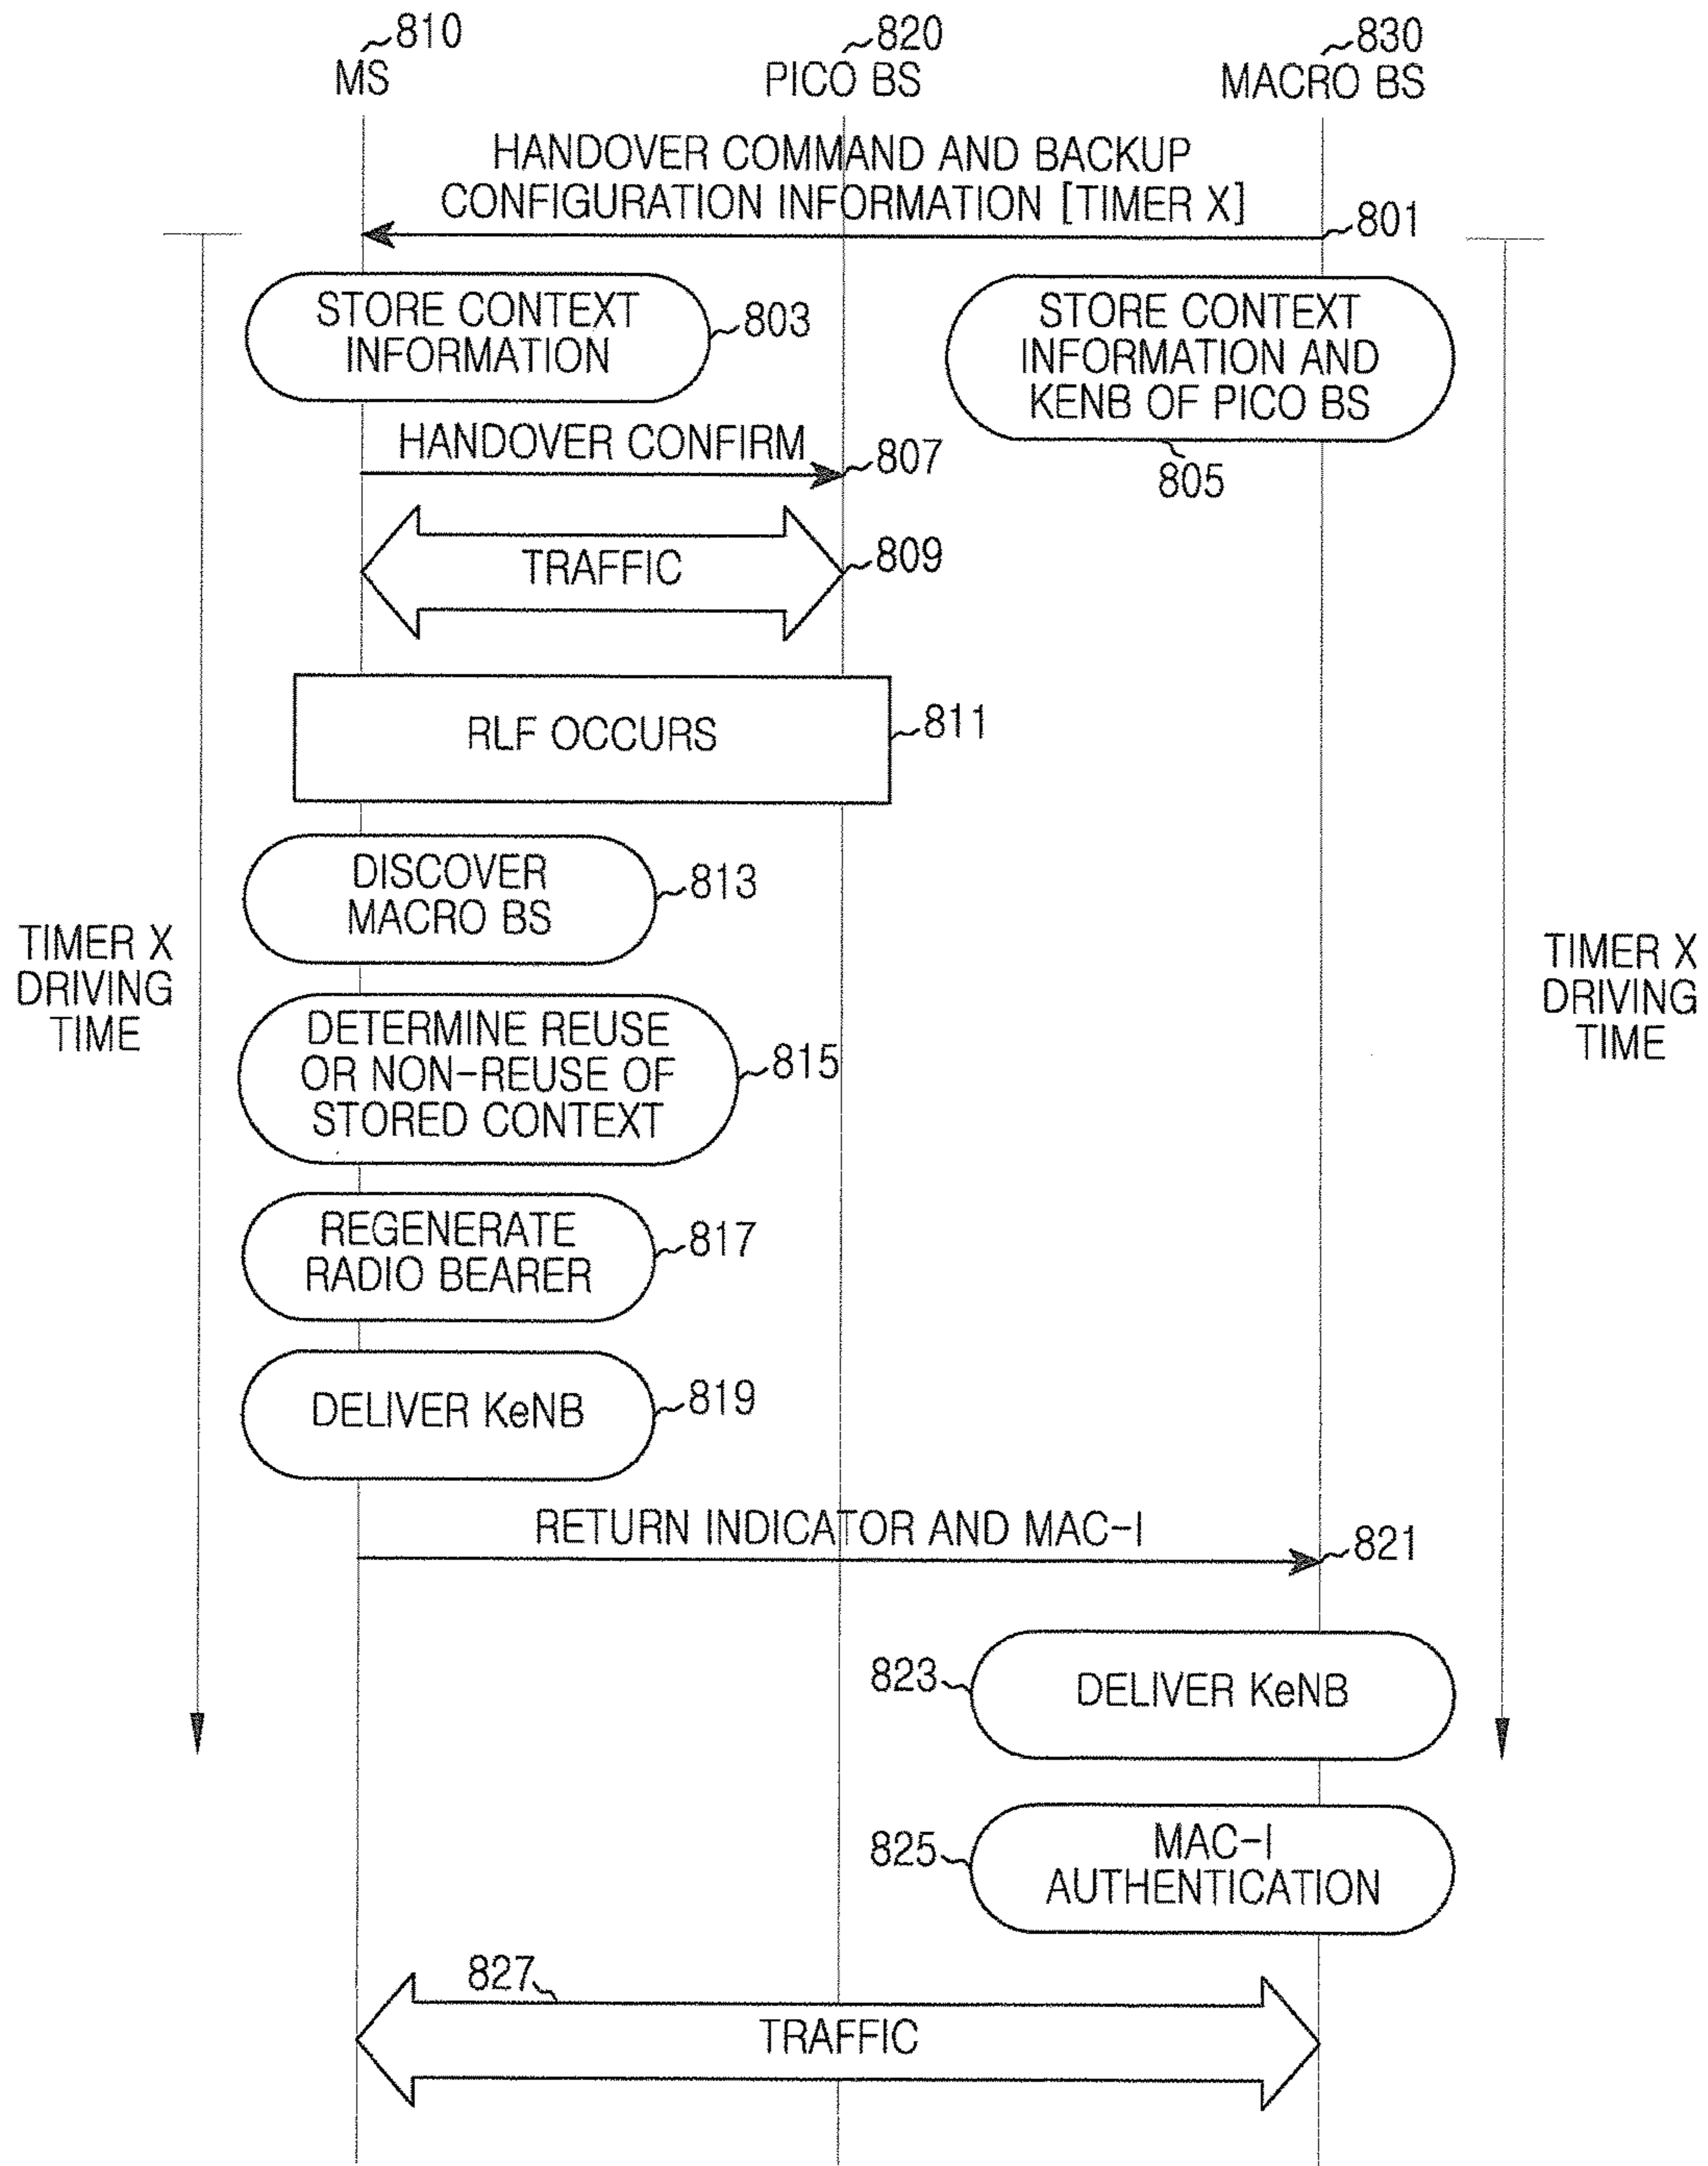 810
MS
820
PICO BS
830
MACRO BS
HANDOVER COMMAND AND BACKUP
CONFIGURATION INFORMATION [TIMER X]
801
STORE CONTEXT
INFORMATION
803
STORE CONTEXT
INFORMATION AND
KENB OF PICO BS
805
HANDOVER CONFIRM
807
TRAFFIC
809
RLF OCCURS
811
DISCOVER
MACRO BS
813
TIMER X
DRIVING
TIME
TIMER X
DRIVING
TIME
DETERMINE REUSE
OR NON-REUSE OF
STORED CONTEXT
815
REGENERATE
RADIO BEARER
817
DELIVER KeNB
819
RETURN INDICATOR AND MAC-I
821
823
DELIVER KeNB
825
MAC-I
AUTHENTICATION
827
TRAFFIC